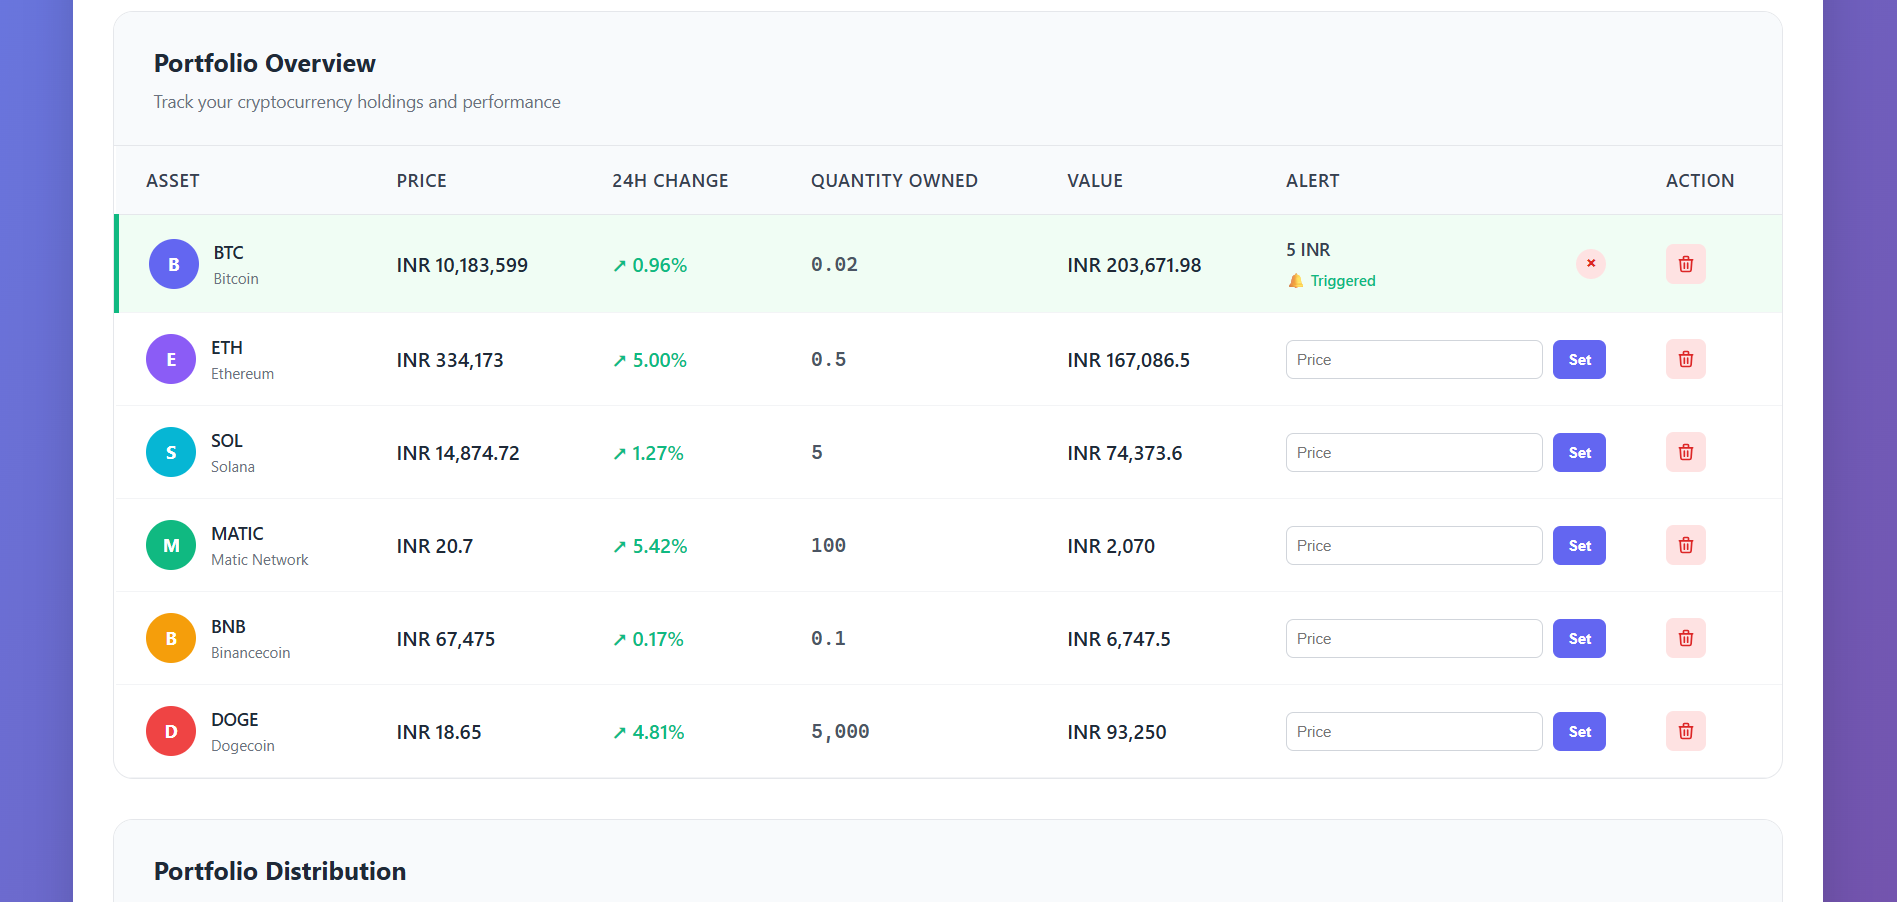 Portfolio Overview
Track your cryptocurrency holdings and performance
ASSET PRICE 24H CHANGE QUANTITY OWNED VALUE ALERT ACTION
B BTC Bitcoin INR 10,183,599 ↗ 0.96% 0.02 INR 203,671.98 5 INR 🔔 Triggered ×
E ETH Ethereum INR 334,173 ↗ 5.00% 0.5 INR 167,086.5 Price Set
S SOL Solana INR 14,874.72 ↗ 1.27% 5 INR 74,373.6 Price Set
M MATIC Matic Network INR 20.7 ↗ 5.42% 100 INR 2,070 Price Set
B BNB Binancecoin INR 67,475 ↗ 0.17% 0.1 INR 6,747.5 Price Set
D DOGE Dogecoin INR 18.65 ↗ 4.81% 5,000 INR 93,250 Price Set
Portfolio Distribution